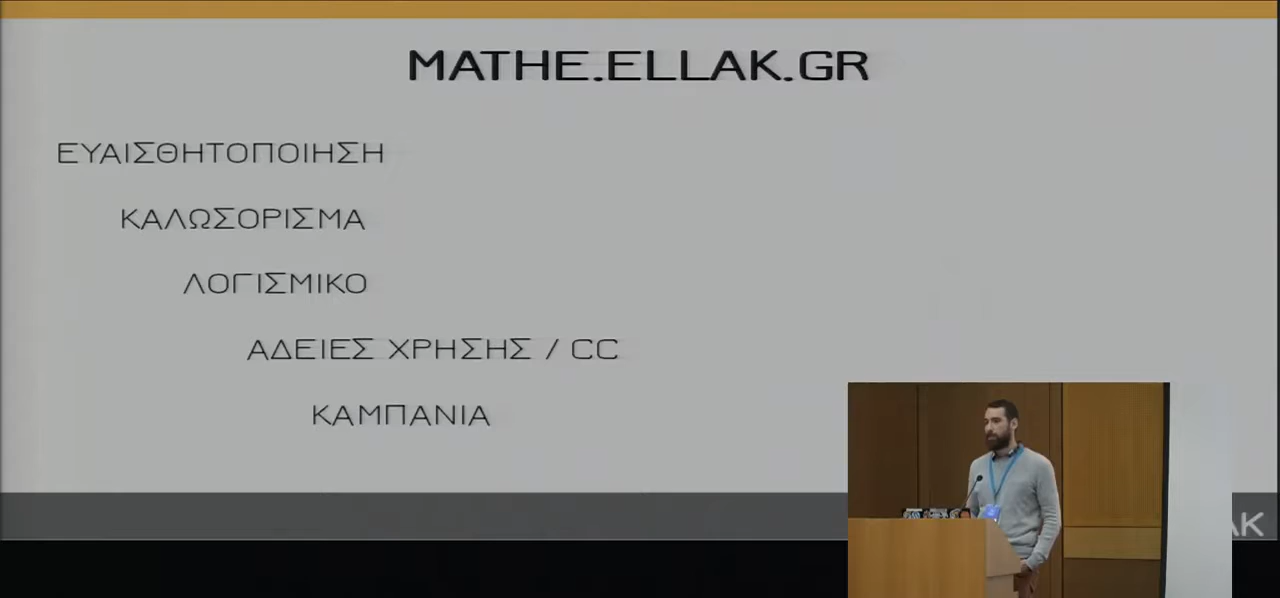 MATHE.ELLAK.GR
ΕΥΑΙΣΘΗΤΟΠΟΙΗΣΗ
ΚΑΛΩΣΟΡΙΣΜΑ
ΛΟΓΙΣΜΙΚΟ
ΑΔΕΙΕΣ ΧΡΗΣΗΣ / CC
ΚΑΜΠΑΝΙΑ